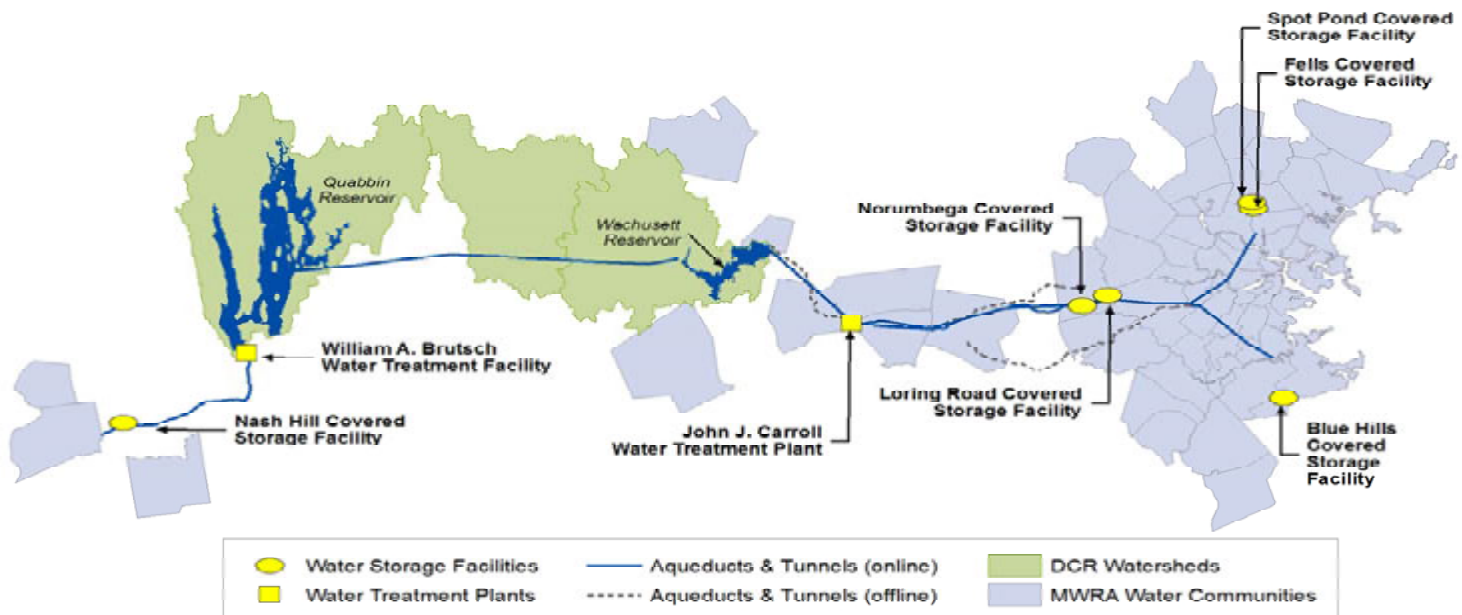 Spot Pond Covered
Storage Facility
Fells Covered
Storage Facility
Quabbin
Reservoir
Wachusett
Reservoir
Norumbega Covered
Storage Facility
William A. Brutsch
Water Treatment Facility
Nash Hill Covered
Storage Facility
John J. Carroll
Water Treatment Plant
Loring Road Covered
Storage Facility
Blue Hills
Covered
Storage
Facility
Water Storage Facilities
Aqueducts & Tunnels (online)
DCR Watersheds
Water Treatment Plants
Aqueducts & Tunnels (offline)
MWRA Water Communities